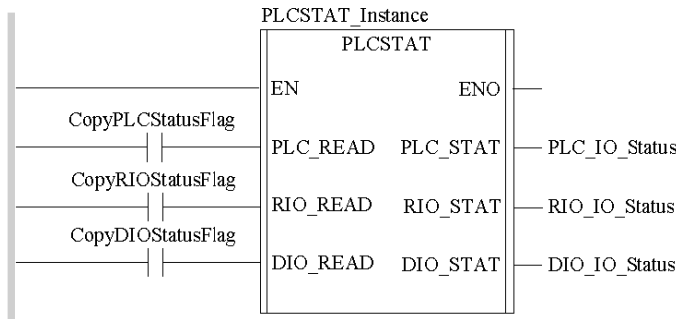 PLCSTAT_Instance
PLCSTAT
EN ENO
CopyPLCStatusFlag
PLC_READ PLC_STAT PLC_IO_Status
CopyRIOStatusFlag
RIO_READ RIO_STAT RIO_IO_Status
CopyDIOStatusFlag
DIO_READ DIO_STAT DIO_IO_Status